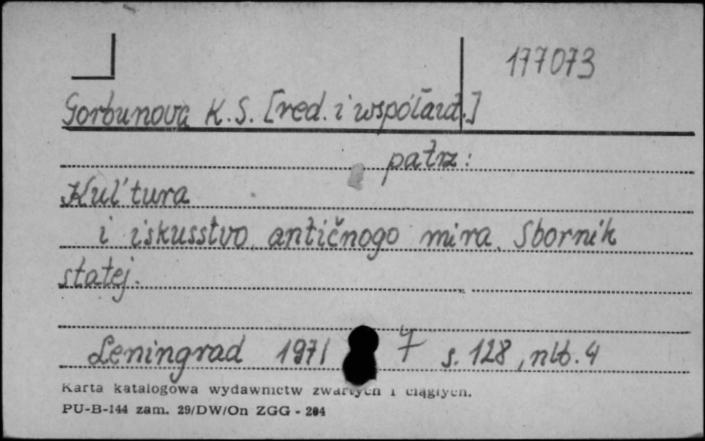 177073
Gorbunova K.S. [red. i współaut.]
patrz:
Kul'tura
i iskusstvo antičnogo mira. Sbornik
statej.
Leningrad 1971 s. 128, nlb. 4
Karta katalogowa wydawnictw zwartych i ciągłych.
PU-B-144 zam. 29/DW/On ZGG - 204